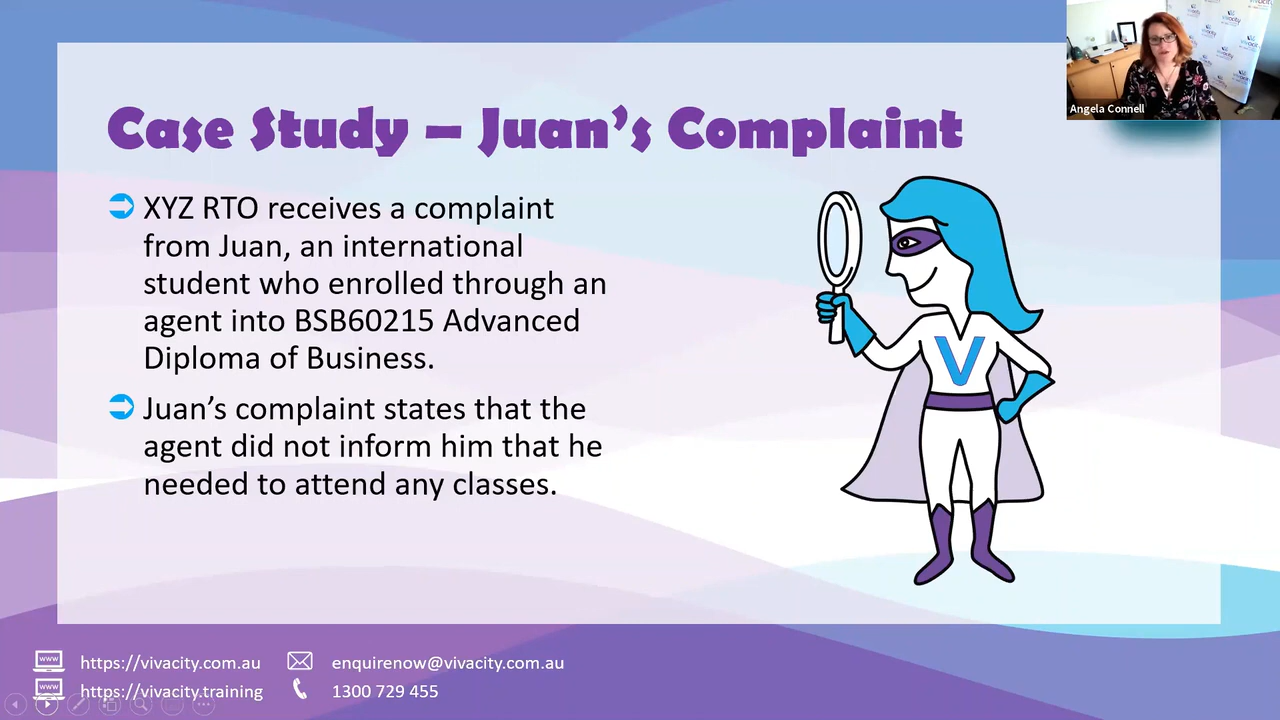 Case Study – Juan's Complaint
XYZ RTO receives a complaint
from Juan, an international
student who enrolled through an
agent into BSB60215 Advanced
Diploma of Business.
Juan's complaint states that the
agent did not inform him that he
needed to attend any classes.
V
Angela Connell
https://vivacity.com.au
enquirenow@vivacity.com.au
https://vivacity.training
1300 729 455
WWW
WWW
vivacity